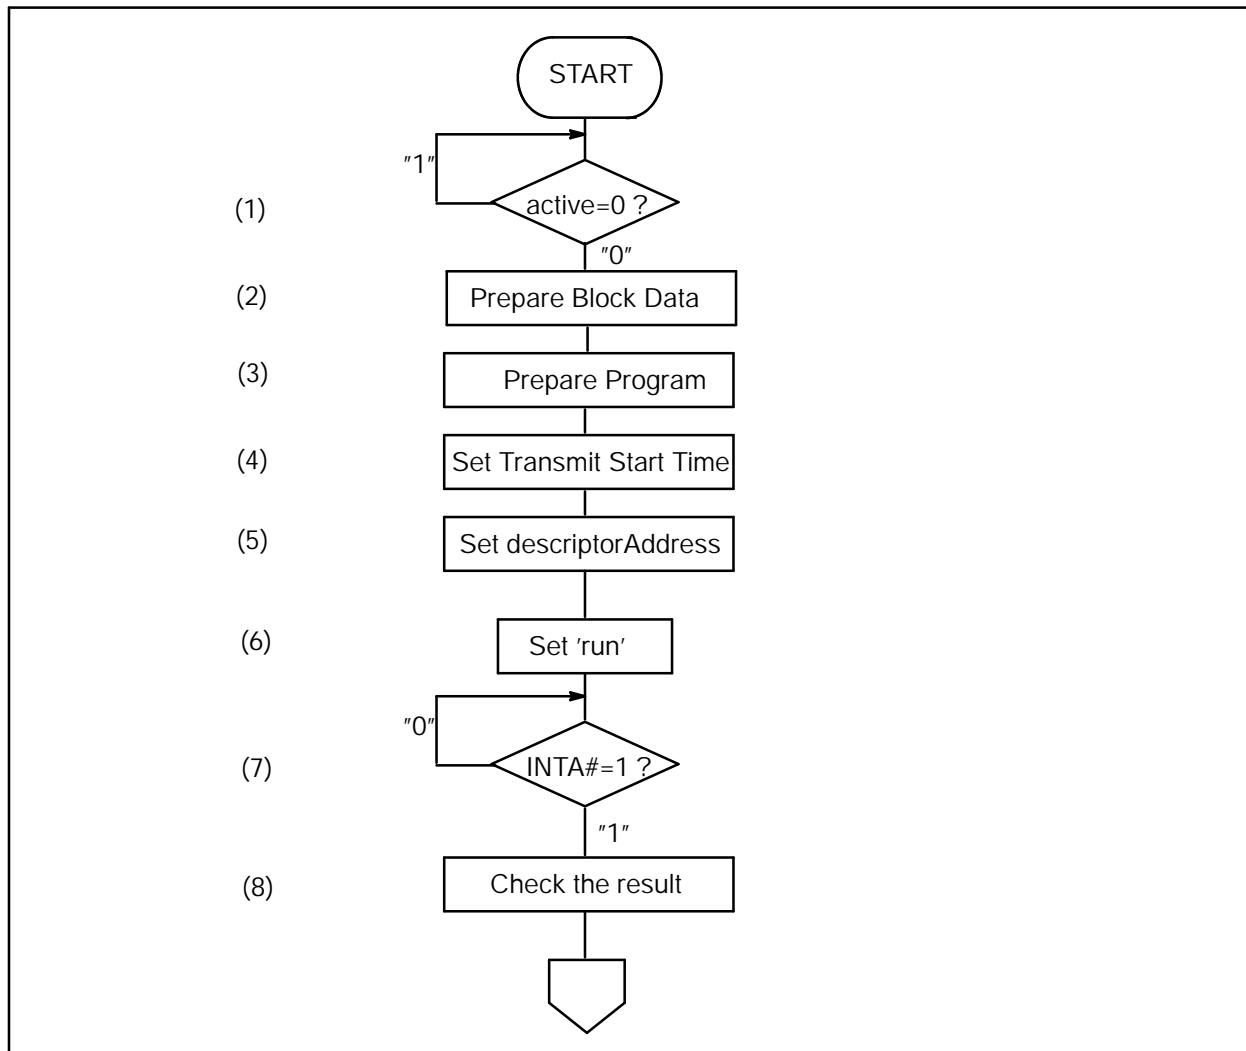 START
"1"
(1)
active=0 ?
"0"
(2)
Prepare Block Data
(3)
Prepare Program
(4)
Set Transmit Start Time
(5)
Set descriptorAddress
(6)
Set 'run'
"0"
(7)
INTA#=1 ?
"1"
(8)
Check the result